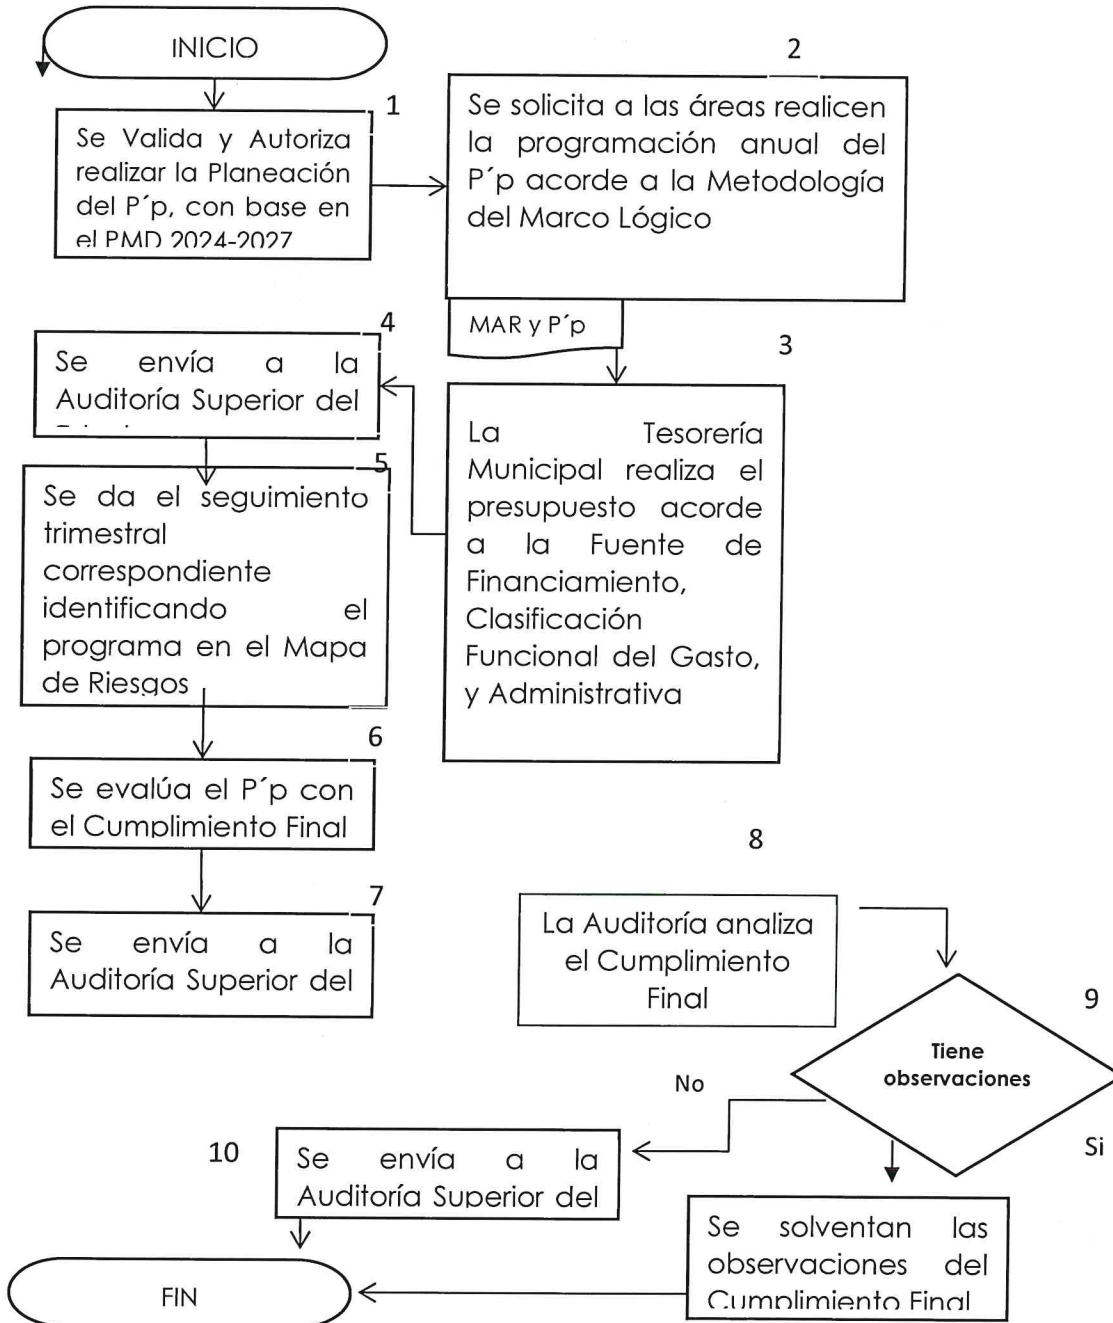 INICIO
1
Se Valida y Autoriza
realizar la Planeación
del P´p, con base en
el PMD 2024-2027
2
Se solicita a las áreas realicen
la programación anual del
P´p acorde a la Metodología
del Marco Lógico
MAR y P´p
3
La Tesorería
Municipal realiza el
presupuesto acorde
a la Fuente de
Financiamiento,
Clasificación
Funcional del Gasto,
y Administrativa
4
Se envía a la
Auditoría Superior del
5
Se da el seguimiento
trimestral
correspondiente
identificando el
programa en el Mapa
de Riesgos
6
Se evalúa el P´p con
el Cumplimiento Final
7
Se envía a la
Auditoría Superior del
8
La Auditoría analiza
el Cumplimiento
Final
9
Tiene
observaciones
No
Si
10
Se envía a la
Auditoría Superior del
Se solventan las
observaciones del
Cumplimiento Final
FIN